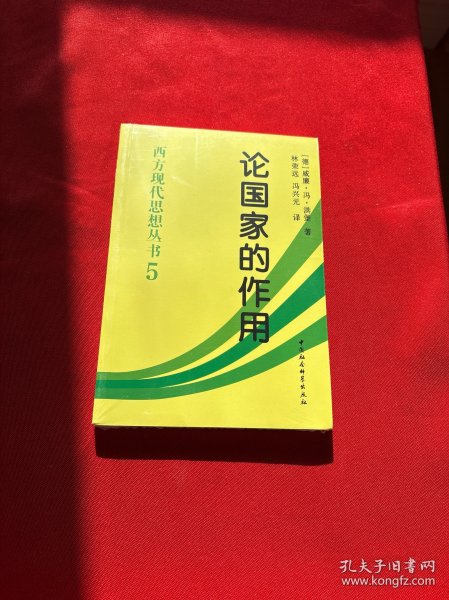 西方现代思想丛书5
论国家的作用
[德]威廉·冯·洪堡 著
林荣远 冯兴元 译
中国社会科学出版社
孔夫子旧书网
www.kongfz.com